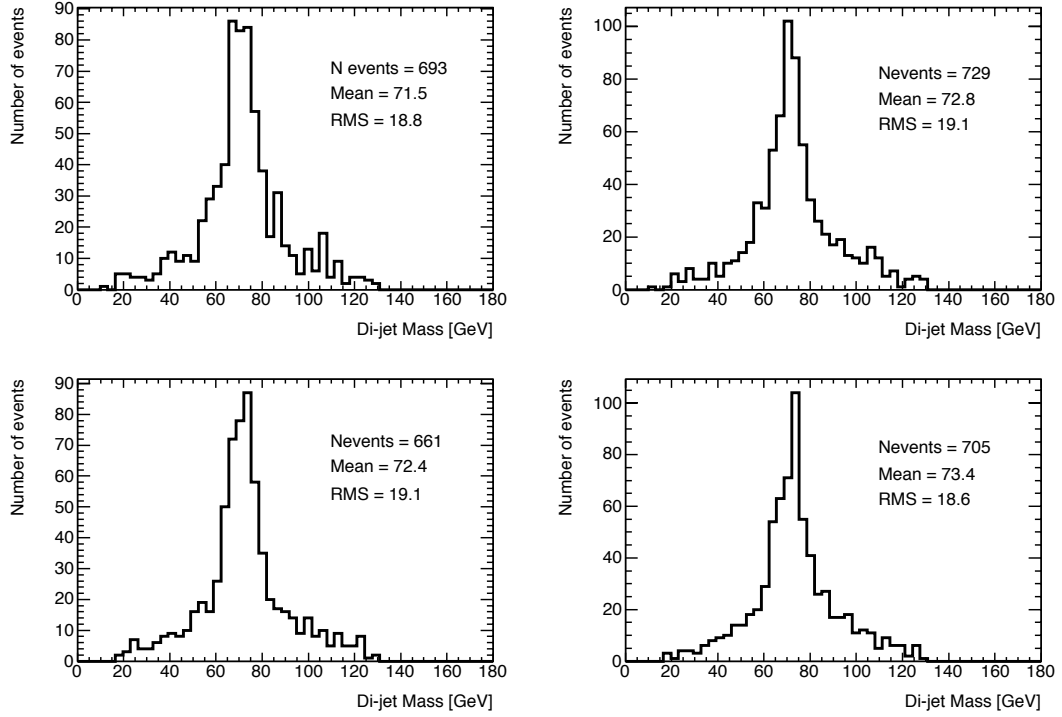 Number of events
90
80
70
60
50
40
30
20
10
0
N events = 693
Mean = 71.5
RMS = 18.8
0 20 40 60 80 100 120 140 160 180
Di-jet Mass [GeV]
Number of events
100
80
60
40
20
0
Nevents = 729
Mean = 72.8
RMS = 19.1
0 20 40 60 80 100 120 140 160 180
Di-jet Mass [GeV]
Number of events
90
80
70
60
50
40
30
20
10
0
Nevents = 661
Mean = 72.4
RMS = 19.1
0 20 40 60 80 100 120 140 160 180
Di-jet Mass [GeV]
Number of events
100
80
60
40
20
0
Nevents = 705
Mean = 73.4
RMS = 18.6
0 20 40 60 80 100 120 140 160 180
Di-jet Mass [GeV]